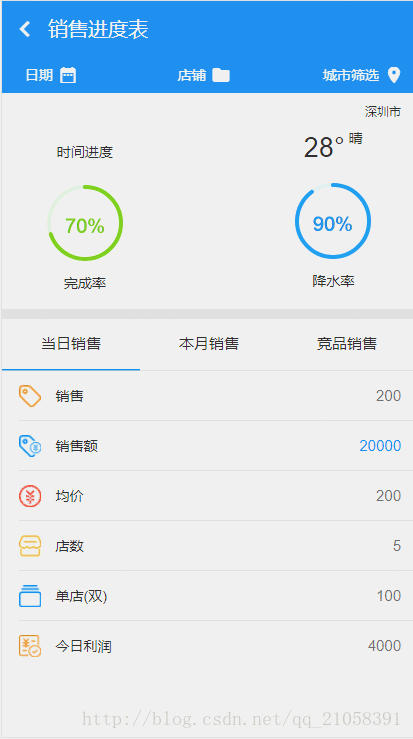 销售进度表
日期 店铺 城市筛选
深圳市
时间进度 28° 晴
70% 90%
完成率 降水率
当日销售 本月销售 竞品销售
销售 200
销售额 20000
均价 200
店数 5
单店(双) 100
今日利润 4000
http://blog.csdn.net/qq_21058391